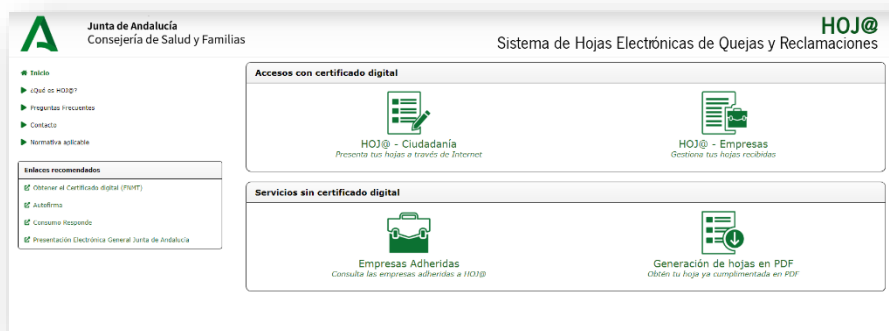 Junta de Andalucía
Consejería de Salud y Familias
HOJ@
Sistema de Hojas Electrónicas de Quejas y Reclamaciones
Inicio
¿Qué es HOJ@?
Preguntas Frecuentes
Contacto
Normativa aplicable
Enlaces recomendados
Obtener el Certificado digital (FNMT)
Autofirma
Consumo Responde
Presentación Electrónica General Junta de Andalucía
Accesos con certificado digital
HOJ@ - Ciudadanía
Presenta tus hojas a través de Internet
HOJ@ - Empresas
Gestiona tus hojas recibidas
Servicios sin certificado digital
Empresas Adheridas
Consulta las empresas adheridas a HOJ@
Generación de hojas en PDF
Obtén tu hoja ya cumplimentada en PDF